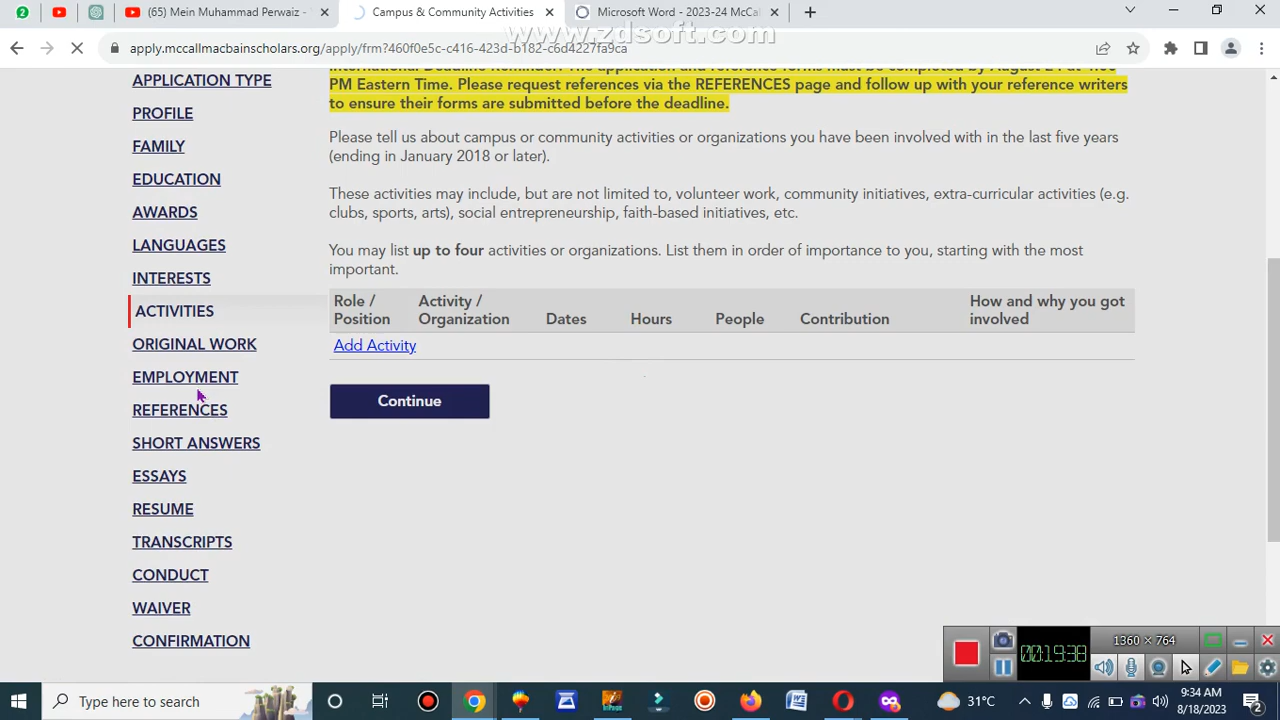 2
(65) Mein Muhammad Perwaiz -
Campus & Community Activities
Microsoft Word - 2023-24 McCal
www.zdsoft.com
apply.mccallmacbainscholars.org/apply/frm?460f0e5c-c416-423d-b182-c6d4227fa9ca
PM Eastern Time. Please request references via the REFERENCES page and follow up with your reference writers
to ensure their forms are submitted before the deadline.
Please tell us about campus or community activities or organizations you have been involved with in the last five years
(ending in January 2018 or later).
These activities may include, but are not limited to, volunteer work, community initiatives, extra-curricular activities (e.g.
clubs, sports, arts), social entrepreneurship, faith-based initiatives, etc.
You may list up to four activities or organizations. List them in order of importance to you, starting with the most
important.
Role / Position
Activity / Organization
Dates
Hours
People
Contribution
How and why you got involved
Add Activity
Continue
APPLICATION TYPE
PROFILE
FAMILY
EDUCATION
AWARDS
LANGUAGES
INTERESTS
ACTIVITIES
ORIGINAL WORK
EMPLOYMENT
REFERENCES
SHORT ANSWERS
ESSAYS
RESUME
TRANSCRIPTS
CONDUCT
WAIVER
CONFIRMATION
00:19:38
1360 × 764
Type here to search
31°C
9:34 AM
8/18/2023
2